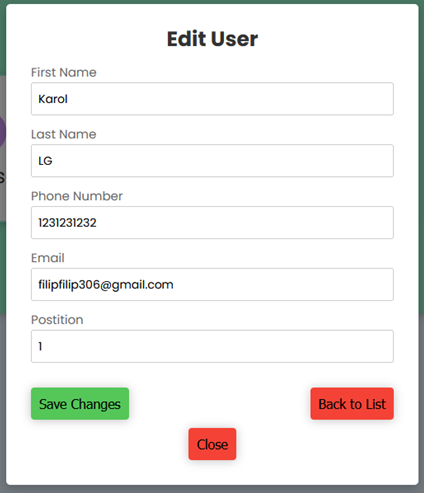 Edit User
First Name
Karol
Last Name
LG
Phone Number
1231231232
Email
filipfilip306@gmail.com
Postition
1
Save Changes
Back to List
Close